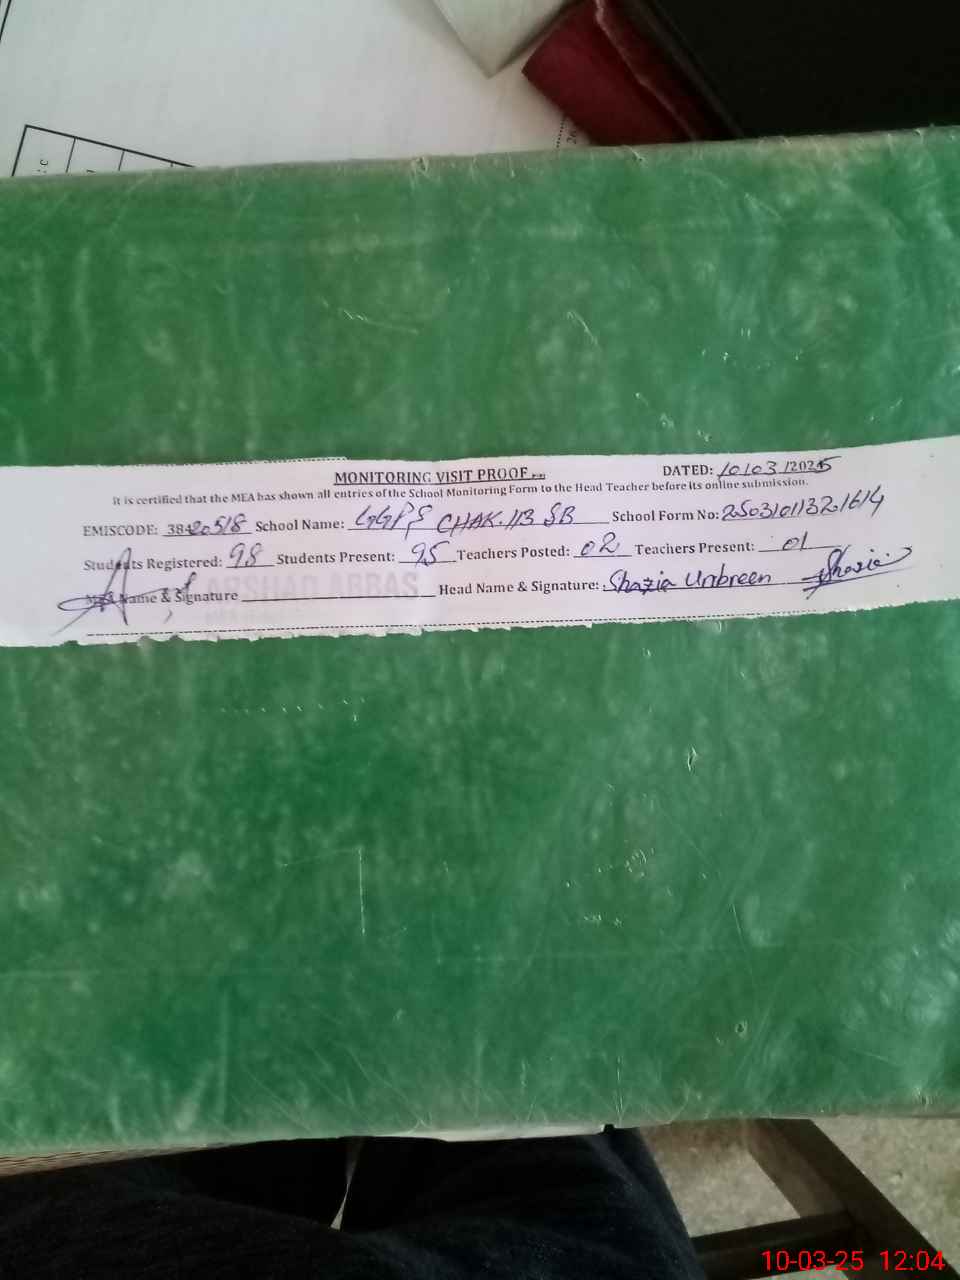 MONITORING VISIT PROOF
DATED: 10/03/2025
It is certified that the MEA has shown all entries of the School Monitoring Form to the Head Teacher before its online submission.
EMISCODE: 38420518 School Name: GGPS CHAK.113 SB School Form No: 25031011321614
Students Registered: 98 Students Present: 95 Teachers Posted: 02 Teachers Present: 01
MEA Name & Signature ARSHAD ABBAS Head Name & Signature: Shazia Unbreen Shazia
10-03-25 12:04